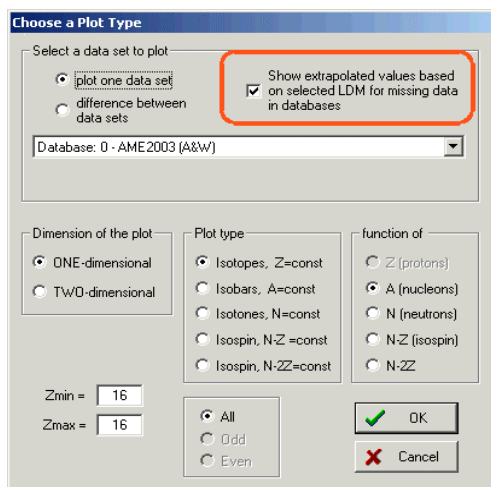 Choose a Plot Type
Select a data set to plot
plot one data set
difference between
data sets
Show extrapolated values based
on selected LDM for missing data
in databases
Database: 0 - AME2003 (A&W)
Dimension of the plot
ONE-dimensional
TWO-dimensional
Plot type
Isotopes, Z=const
Isobars, A=const
Isotones, N=const
Isospin, N-Z =const
Isospin, N-2Z=const
function of
Z (protons)
A (nucleons)
N (neutrons)
N-Z (isospin)
N-2Z
Zmin = 16
Zmax = 16
All
Odd
Even
OK
Cancel